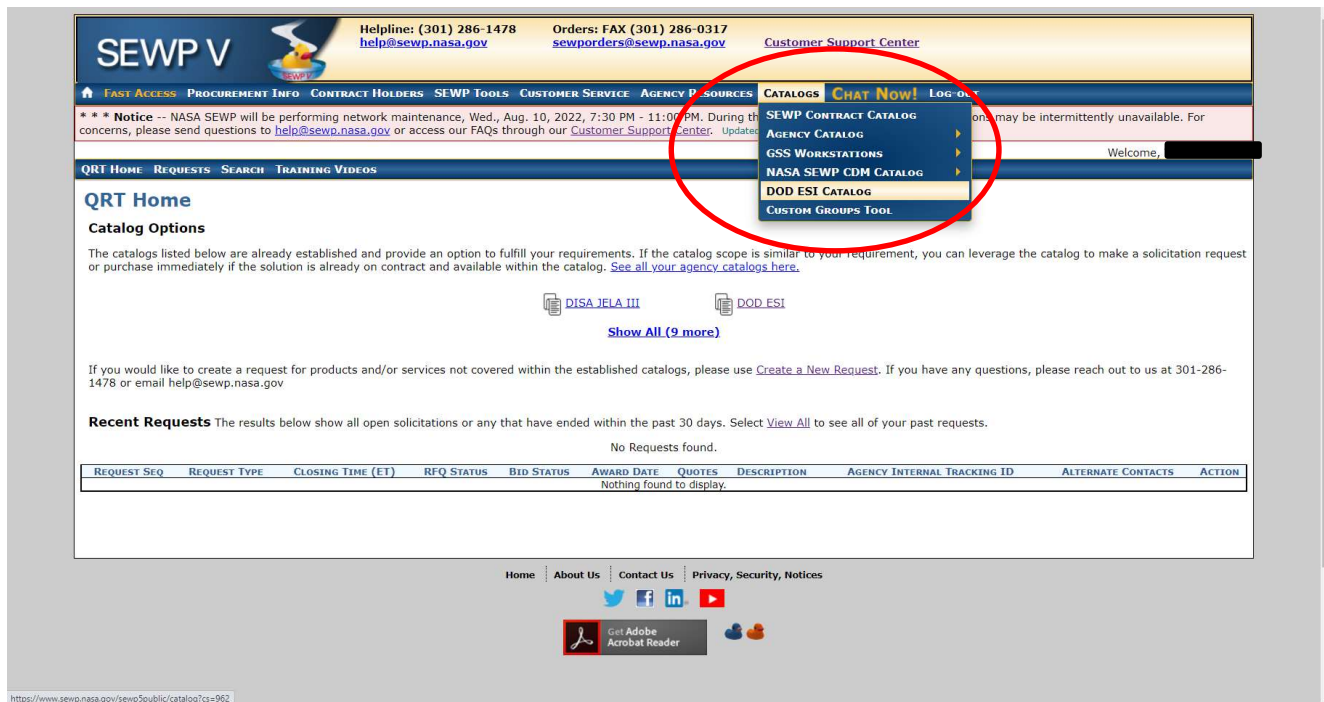 SEWP V
SEWP V
Helpline: (301) 286-1478
help@sewp.nasa.gov
Orders: FAX (301) 286-0317
sewporders@sewp.nasa.gov
Customer Support Center
Fast Access Procurement Info Contract Holders SEWP Tools Customer Service Agency Resources Catalogs Chat Now! Log-out
* * * Notice -- NASA SEWP will be performing network maintenance, Wed., Aug. 10, 2022, 7:30 PM - 11:00 PM. During th may be intermittently unavailable. For
concerns, please send questions to help@sewp.nasa.gov or access our FAQs through our Customer Support Center. Updated
SEWP Contract Catalog
Agency Catalog
GSS Workstations
NASA SEWP CDM Catalog
DOD ESI Catalog
Custom Groups Tool
Welcome,
QRT Home Requests Search Training Videos
QRT Home
Catalog Options
The catalogs listed below are already established and provide an option to fulfill your requirements. If the catalog scope is similar to your requirement, you can leverage the catalog to make a solicitation request
or purchase immediately if the solution is already on contract and available within the catalog. See all your agency catalogs here.
DISA JELA III DOD ESI
Show All (9 more)
If you would like to create a request for products and/or services not covered within the established catalogs, please use Create a New Request. If you have any questions, please reach out to us at 301-286-
1478 or email help@sewp.nasa.gov
Recent Requests The results below show all open solicitations or any that have ended within the past 30 days. Select View All to see all of your past requests.
No Requests found.
Request Seq Request Type Closing Time (ET) RFQ Status Bid Status Award Date Quotes Description Agency Internal Tracking ID Alternate Contacts Action
Nothing found to display.
Home About Us Contact Us Privacy, Security, Notices
Get Adobe
Acrobat Reader
https://www.sewp.nasa.gov/sewp5public/catalog?cs=962